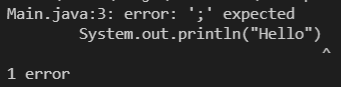 Main.java:3: error: ';' expected
        System.out.println("Hello")
                                   ^
1 error